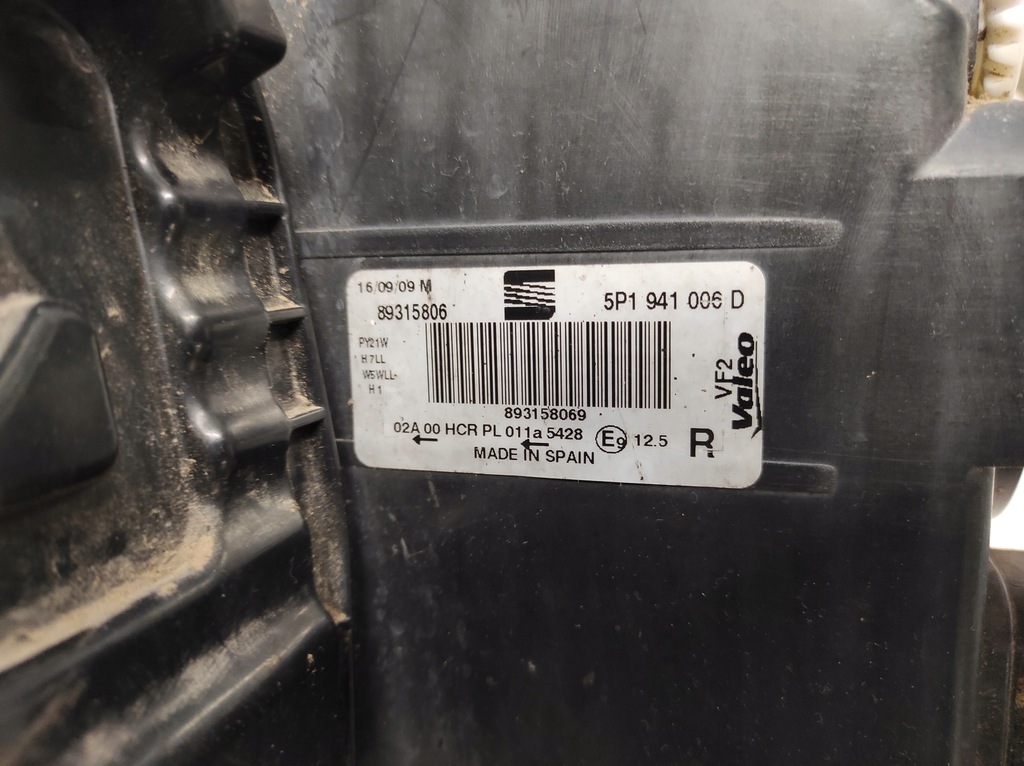 16/09/09 M
5P1 941 006 D
89315806
PY21W
H7LL
W5WLL
H1
893158069
VF2
Valeo
02A 00 HCR PL 011a 5428 E9 12.5 R
MADE IN SPAIN